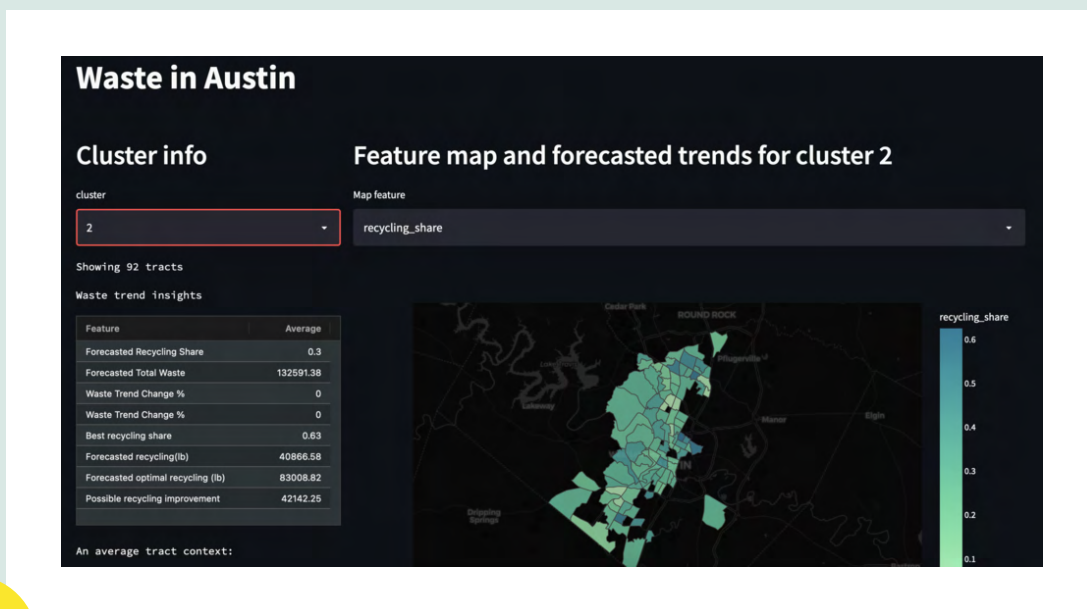 Waste in Austin
Cluster info
cluster
2
Showing 92 tracts
Waste trend insights
Feature Average
Forecasted Recycling Share 0.3
Forecasted Total Waste 132591.38
Waste Trend Change % 0
Waste Trend Change % 0
Best recycling share 0.63
Forecasted recycling(lb) 40866.58
Forecasted optimal recycling (lb) 83008.82
Possible recycling improvement 42142.25
An average tract context:
Feature map and forecasted trends for cluster 2
Map feature
recycling_share
Cedar Park
ROUND ROCK
Pflugerville
Lakeway
Manor
Elgin
Dripping
Springs
recycling_share
0.6
0.5
0.4
0.3
0.2
0.1